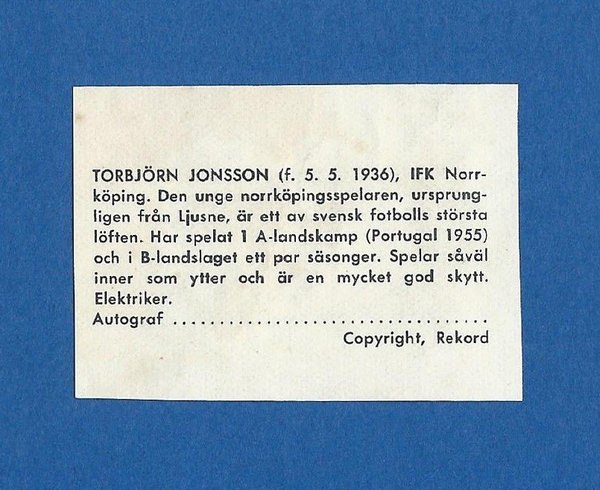 TORBJÖRN JONSSON (f. 5. 5. 1936), IFK Norr-
köping. Den unge norrköpingsspelaren, ursprung-
ligen från Ljusne, är ett av svensk fotbolls största
löften. Har spelat 1 A-landskamp (Portugal 1955)
och i B-landslaget ett par säsonger. Spelar såväl
inner som ytter och är en mycket god skytt.
Elektriker.
Autograf ..................................
Copyright, Rekord